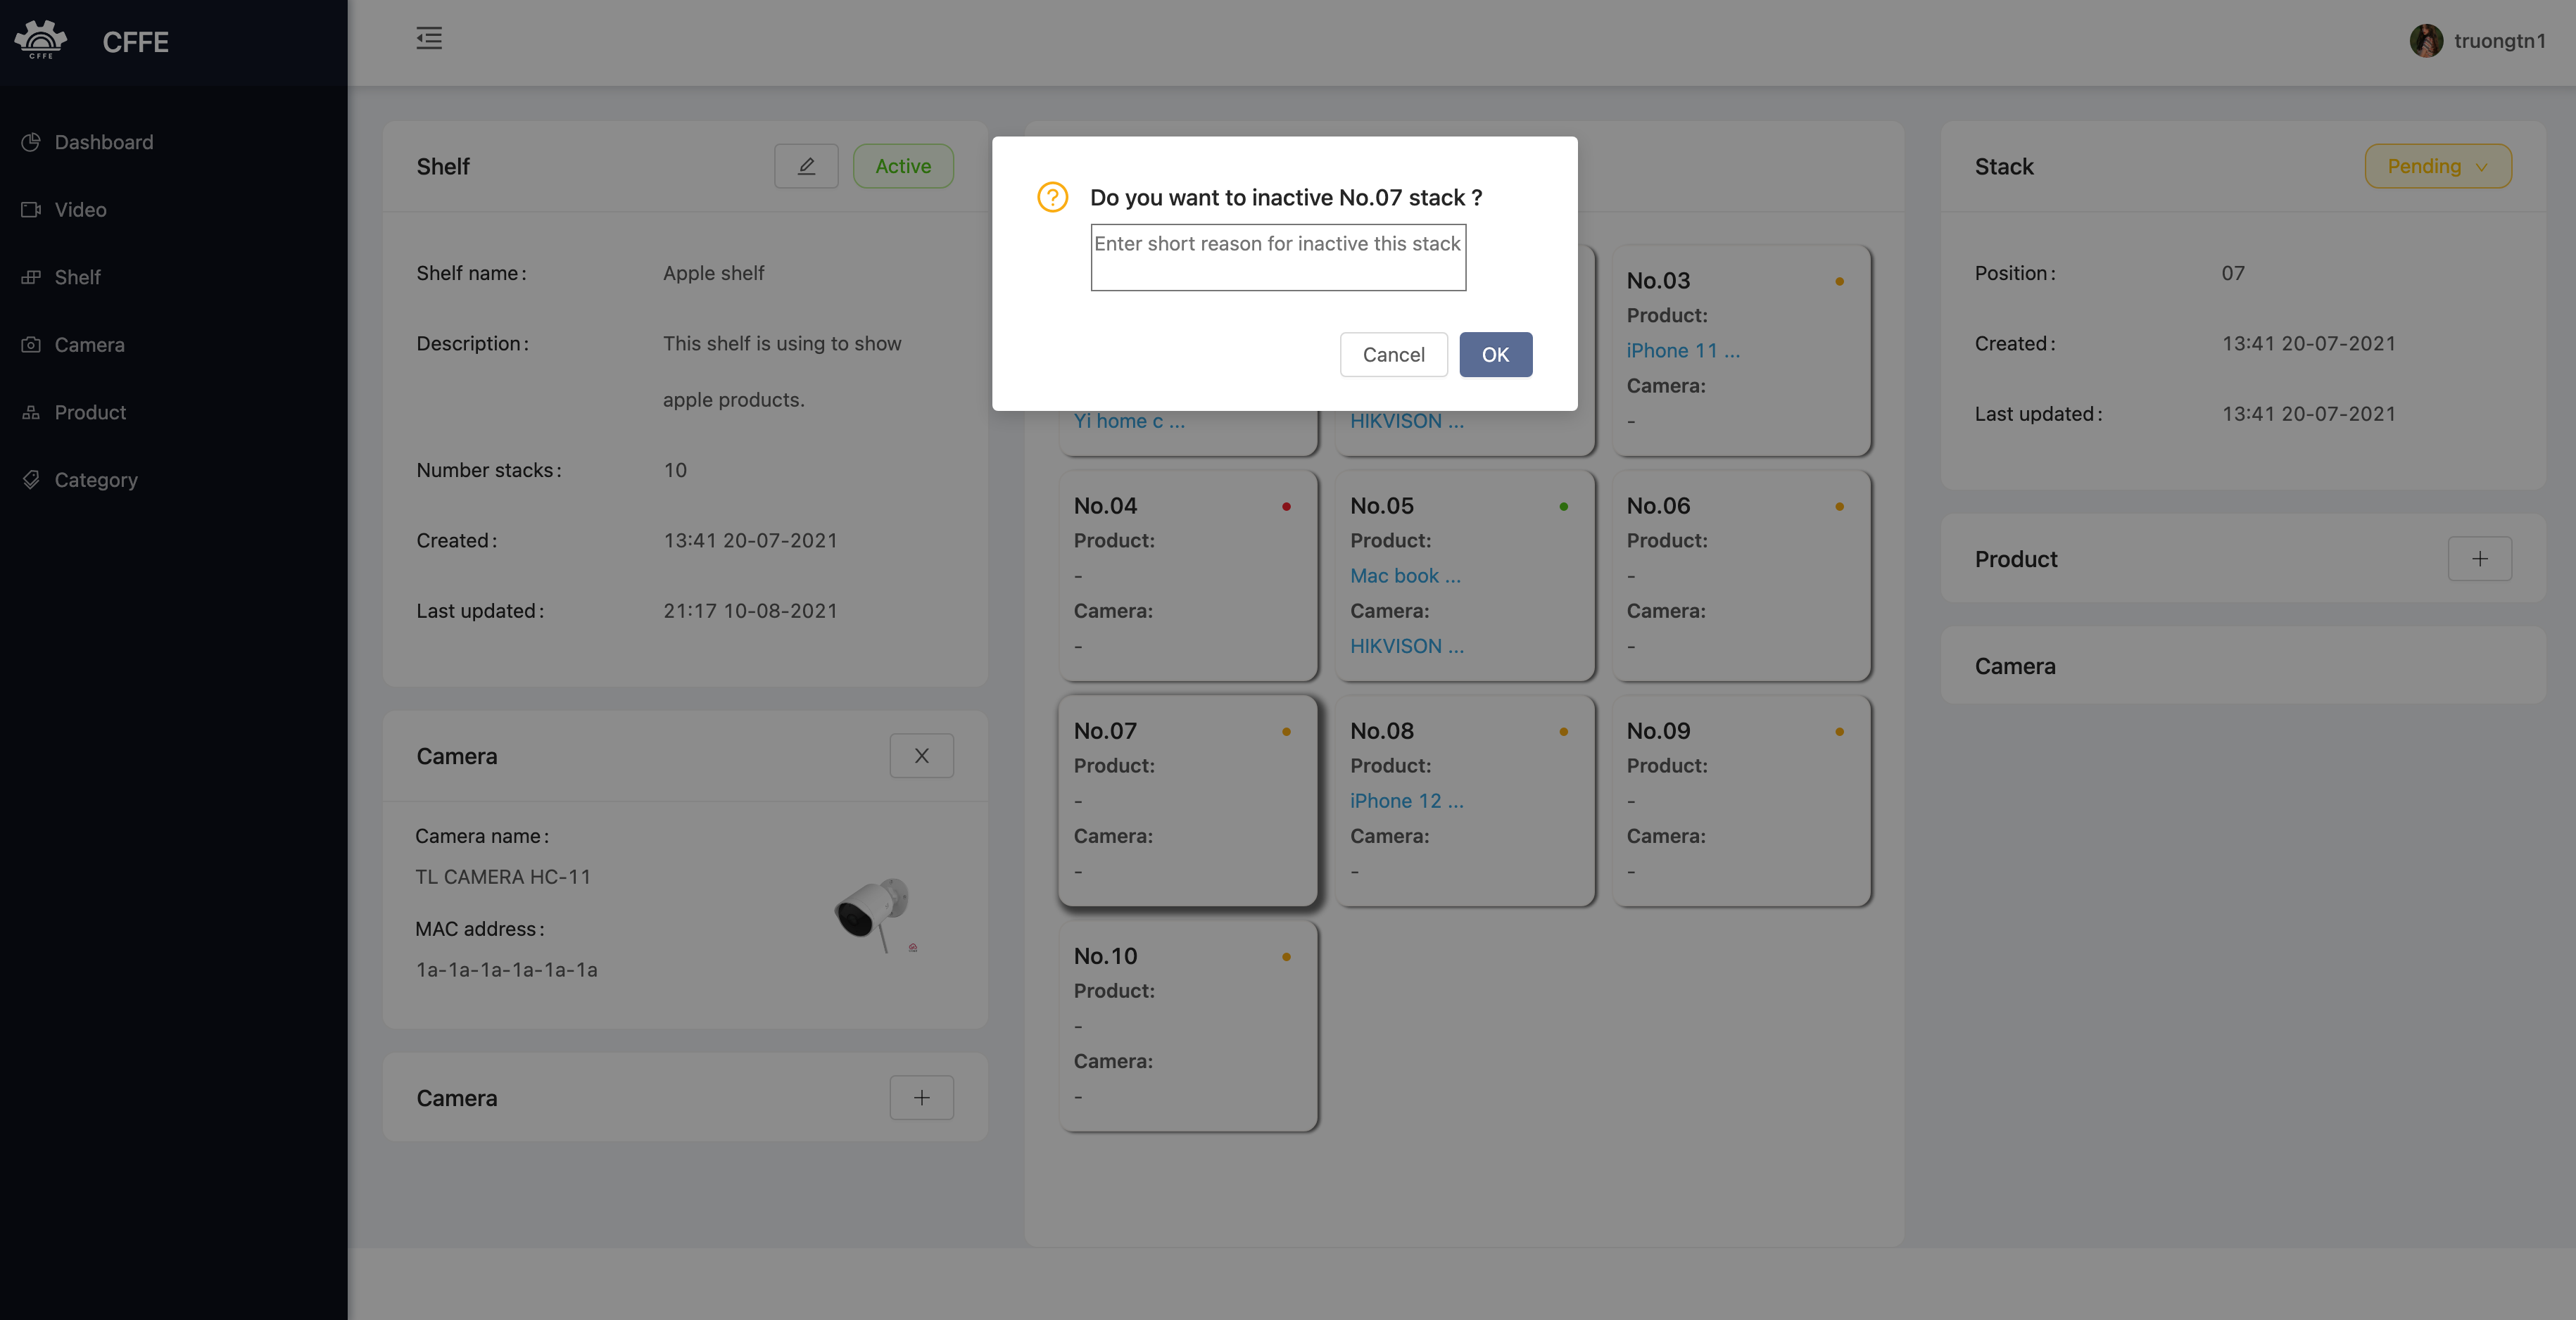 CFFE
CFFE
truongtn1
Dashboard
Video
Shelf
Camera
Product
Category
Shelf
Active
Shelf name:
Apple shelf
Description:
This shelf is using to show
apple products.
Number stacks:
10
Created:
13:41 20-07-2021
Last updated:
21:17 10-08-2021
Camera
Camera name:
TL CAMERA HC-11
MAC address:
1a-1a-1a-1a-1a-1a
Camera
Do you want to inactive No.07 stack ?
Enter short reason for inactive this stack
Cancel
OK
Yi home c ...
HIKVISON ...
No.03
Product:
iPhone 11 ...
Camera:
-
No.04
Product:
-
Camera:
-
No.05
Product:
Mac book ...
Camera:
HIKVISON ...
No.06
Product:
-
Camera:
-
No.07
Product:
-
Camera:
-
No.08
Product:
iPhone 12 ...
Camera:
-
No.09
Product:
-
Camera:
-
No.10
Product:
-
Camera:
-
Stack
Pending
Position:
07
Created:
13:41 20-07-2021
Last updated:
13:41 20-07-2021
Product
Camera